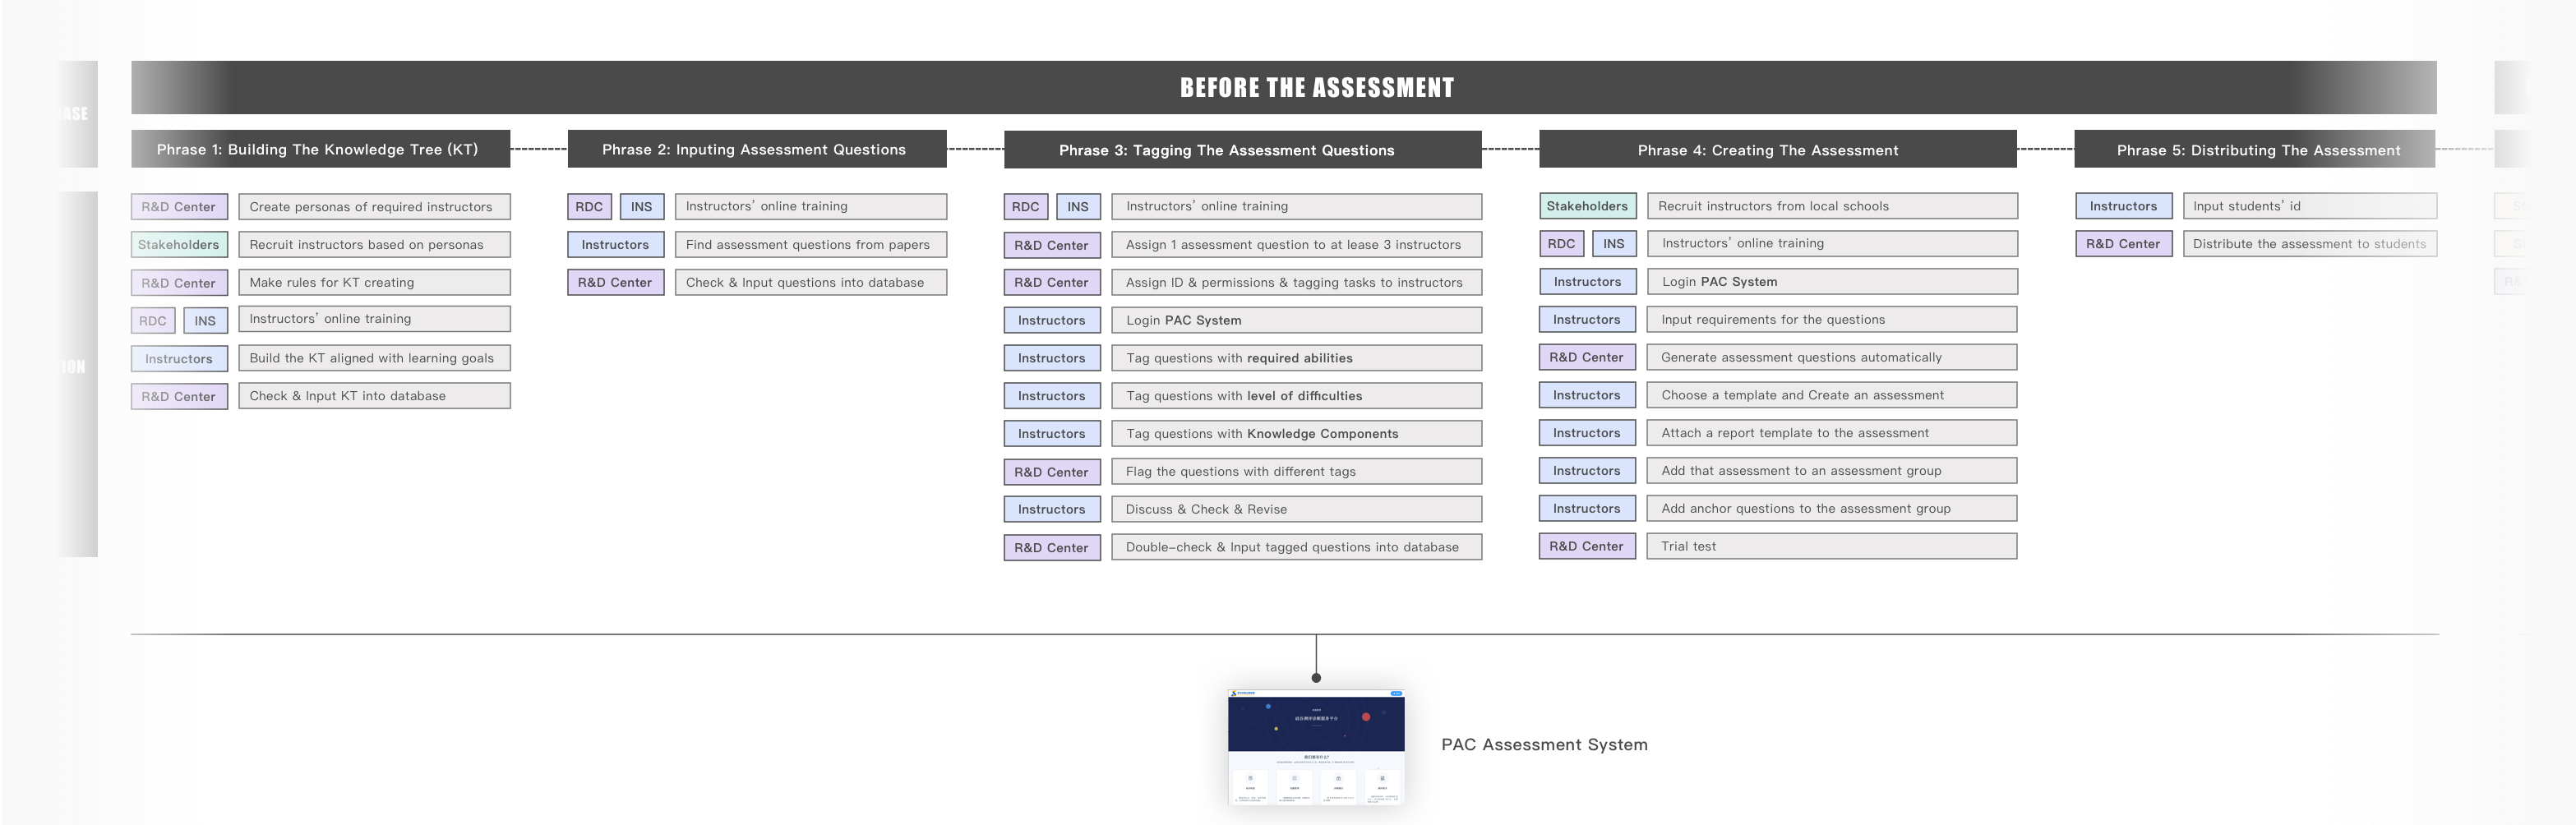 BEFORE THE ASSESSMENT
Phrase 1: Building The Knowledge Tree (KT)
R&D Center Create personas of required instructors
Stakeholders Recruit instructors based on personas
R&D Center Make rules for KT creating
RDC INS Instructors' online training
Instructors Build the KT aligned with learning goals
R&D Center Check & Input KT into database
Phrase 2: Inputing Assessment Questions
RDC INS Instructors' online training
Instructors Find assessment questions from papers
R&D Center Check & Input questions into database
Phrase 3: Tagging The Assessment Questions
RDC INS Instructors' online training
R&D Center Assign 1 assessment question to at lease 3 instructors
R&D Center Assign ID & permissions & tagging tasks to instructors
Instructors Login PAC System
Instructors Tag questions with required abilities
Instructors Tag questions with level of difficulties
Instructors Tag questions with Knowledge Components
R&D Center Flag the questions with different tags
Instructors Discuss & Check & Revise
R&D Center Double-check & Input tagged questions into database
Phrase 4: Creating The Assessment
Stakeholders Recruit instructors from local schools
RDC INS Instructors' online training
Instructors Login PAC System
Instructors Input requirements for the questions
R&D Center Generate assessment questions automatically
Instructors Choose a template and Create an assessment
Instructors Attach a report template to the assessment
Instructors Add that assessment to an assessment group
Instructors Add anchor questions to the assessment group
R&D Center Trial test
Phrase 5: Distributing The Assessment
Instructors Input students' id
R&D Center Distribute the assessment to students
PAC Assessment System